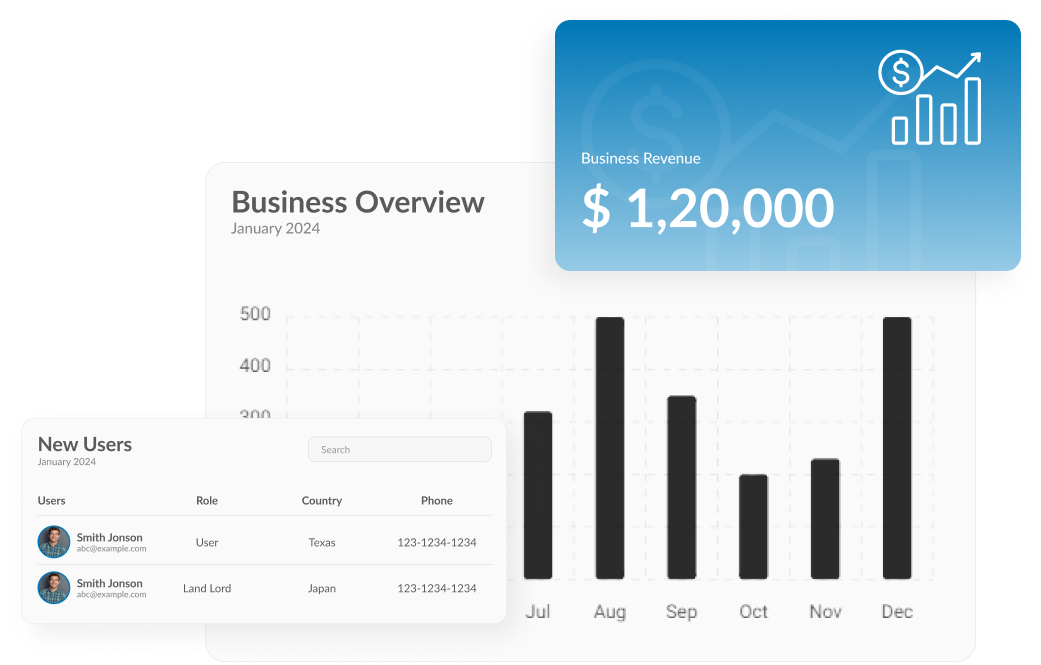 Business Revenue
$ 1,20,000
Business Overview
January 2024
500
400
300
Jul Aug Sep Oct Nov Dec
New Users
January 2024
Search
Users Role Country Phone
Smith Jonson
abc@example.com
User Texas 123-1234-1234
Smith Jonson
abc@example.com
Land Lord Japan 123-1234-1234